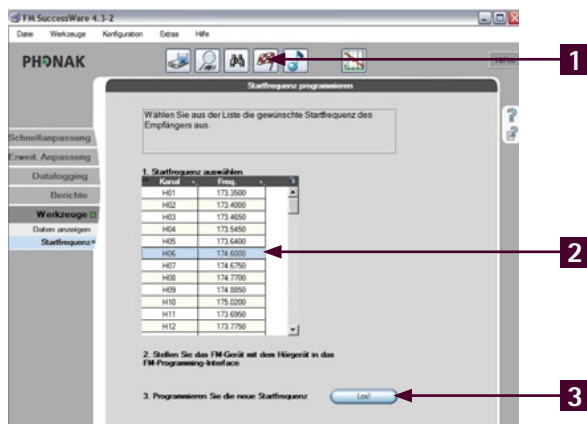 FM SuccessWare 4.3-2
Datei Werkzeuge Konfiguration Extras Hilfe
PHONAK
1
Startfrequenz programmieren
Wählen Sie aus der Liste die gewünschte Startfrequenz des
Empfängers aus.
Schnellanpassung
Erweit. Anpassung
Datalogging
Berichte
Werkzeuge
Daten anzeigen
Startfrequenz
1. Startfrequenz auswählen
Kanal Freq.
H01 173.3500
H02 173.4000
H03 173.4650
H04 173.5450
H05 173.6400
H06 174.6000
2
H07 174.6750
H08 174.7700
H09 174.8850
H10 175.0200
H11 173.6950
H12 173.7750
2. Stellen Sie das FM-Gerät mit dem Hörgerät in das
FM-Programming-Interface
3. Programmieren Sie die neue Startfrequenz Los!
3